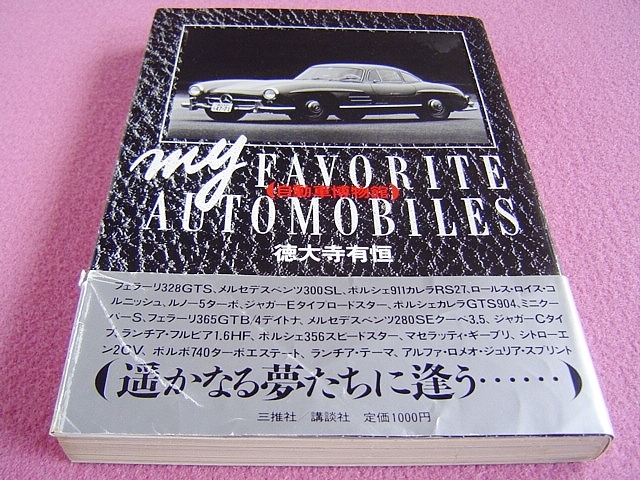 my FAVORITE
(自動車博物館)
AUTOMOBILES
徳大寺有恒
フェラーリ328GTS、メルセデスベンツ300SL、ポルシェ911カレラRS27、ロールス・ロイス・コ
ルニッシュ、ルノー5ターボ、ジャガーEタイプロードスター、ポルシェカレラGTS904、ミニクー
パーS、フェラーリ365GTB/4デイトナ、メルセデスベンツ280SEクーペ3.5、ジャガーCタイ
プ、ランチア・フルビア1.6HF、ポルシェ356スピードスター、マセラッティ・ギーブリ、シトローエ
ン2CV、ボルボ740ターボエステート、ランチア・テーマ、アルファ・ロメオ・ジュリア・スプリント
(遥かなる夢たちに逢う……)
三推社/講談社 定価1000円